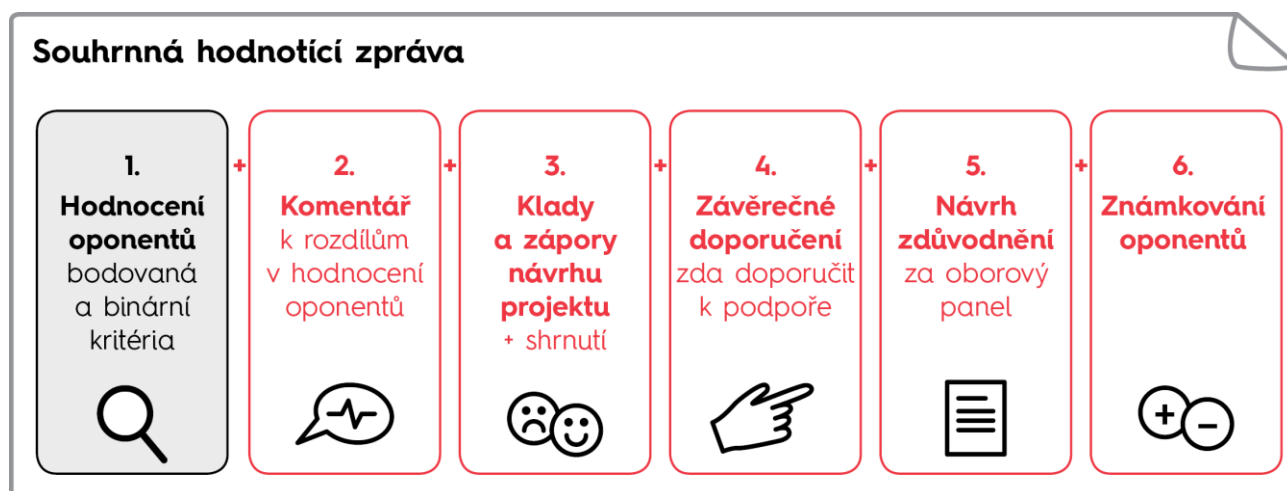 Souhrnná hodnotící zpráva
1.
Hodnocení
oponentů
bodovaná
a binární
kritéria
+
2.
Komentář
k rozdílům
v hodnocení
oponentů
+
3.
Klady
a zápory
návrhu
projektu
+ shrnutí
+
4.
Závěrečné
doporučení
zda doporučit
k podpoře
+
5.
Návrh
zdůvodnění
za oborový
panel
+
6.
Známkování
oponentů
+ −